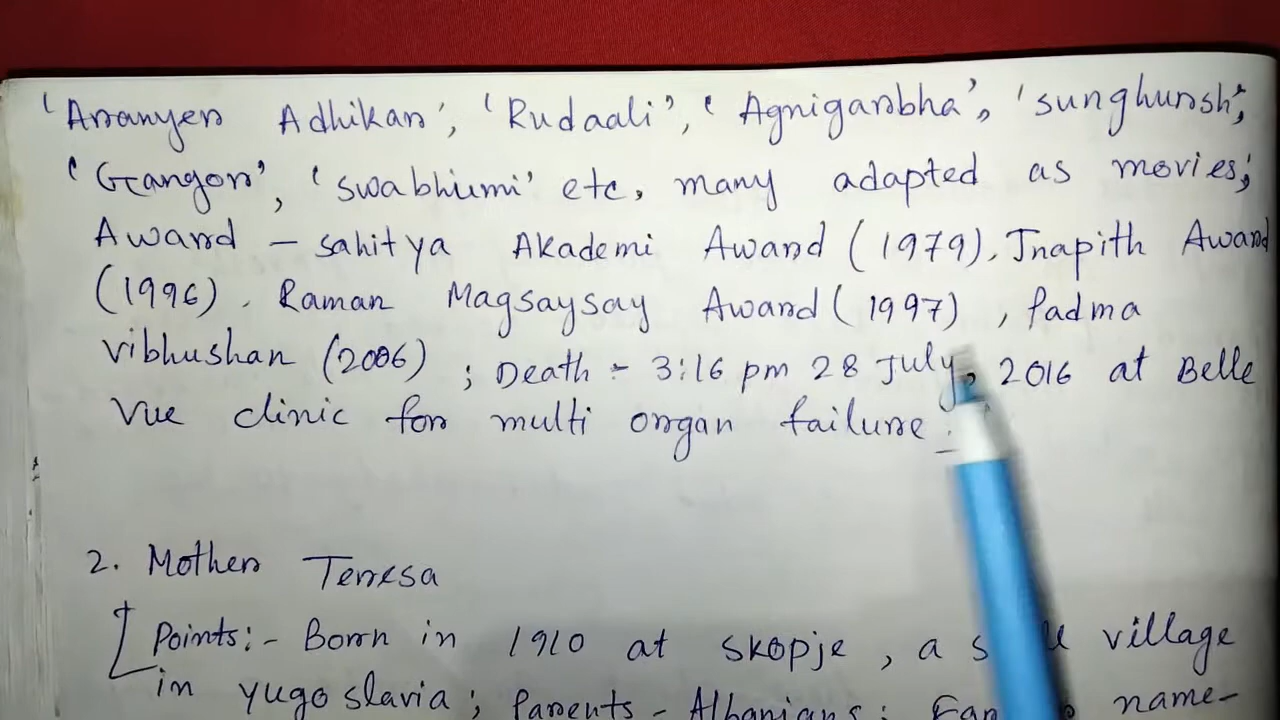 'Aranyer Adhikar', 'Rudaali', 'Agnigarbha', 'sunghursh',
'Gangor', 'swabhumi' etc, many adapted as movies;
Award - sahitya Akademi Award (1979), Jnapith Award
(1996), Raman Magsaysay Award (1997), Padma
vibhushan (2006) ; Death :- 3:16 pm 28 July, 2016 at Belle
Vue clinic for multi organ failure.
2. Mother Teresa
[Points:- Born in 1910 at skopje, a village
in yugoslavia; Parents - Albanians; name-